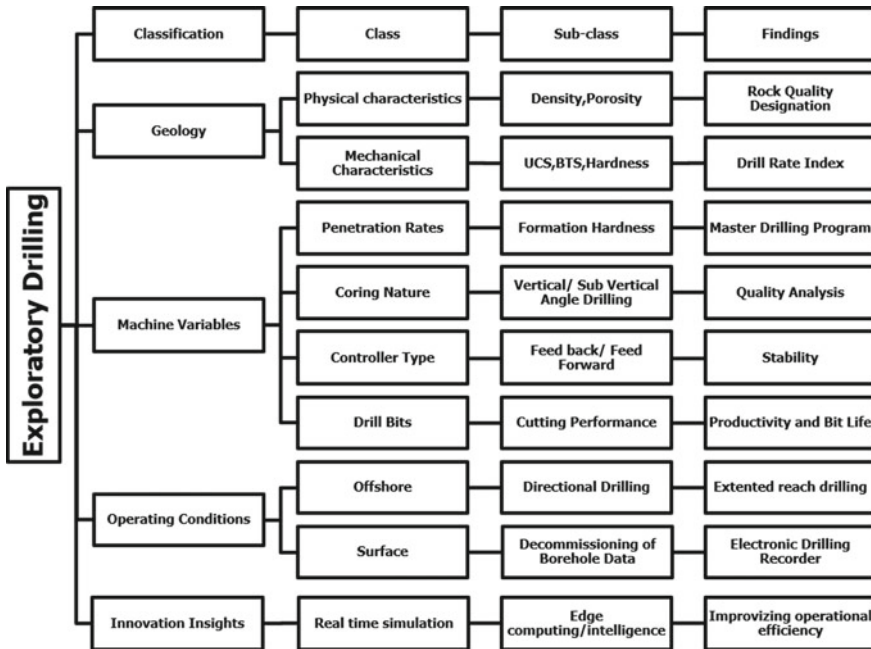 Exploratory Drilling
Classification
Class
Sub-class
Findings
Geology
Physical characteristics
Density,Porosity
Rock Quality
Designation
Mechanical
Characteristics
UCS,BTS,Hardness
Drill Rate Index
Machine Variables
Penetration Rates
Formation Hardness
Master Drilling Program
Coring Nature
Vertical/ Sub Vertical
Angle Drilling
Quality Analysis
Controller Type
Feed back/ Feed
Forward
Stability
Drill Bits
Cutting Performance
Productivity and Bit Life
Operating Conditions
Offshore
Directional Drilling
Extented reach drilling
Surface
Decommissioning of
Borehole Data
Electronic Drilling
Recorder
Innovation Insights
Real time simulation
Edge
computing/intelligence
Improvizing operational
efficiency